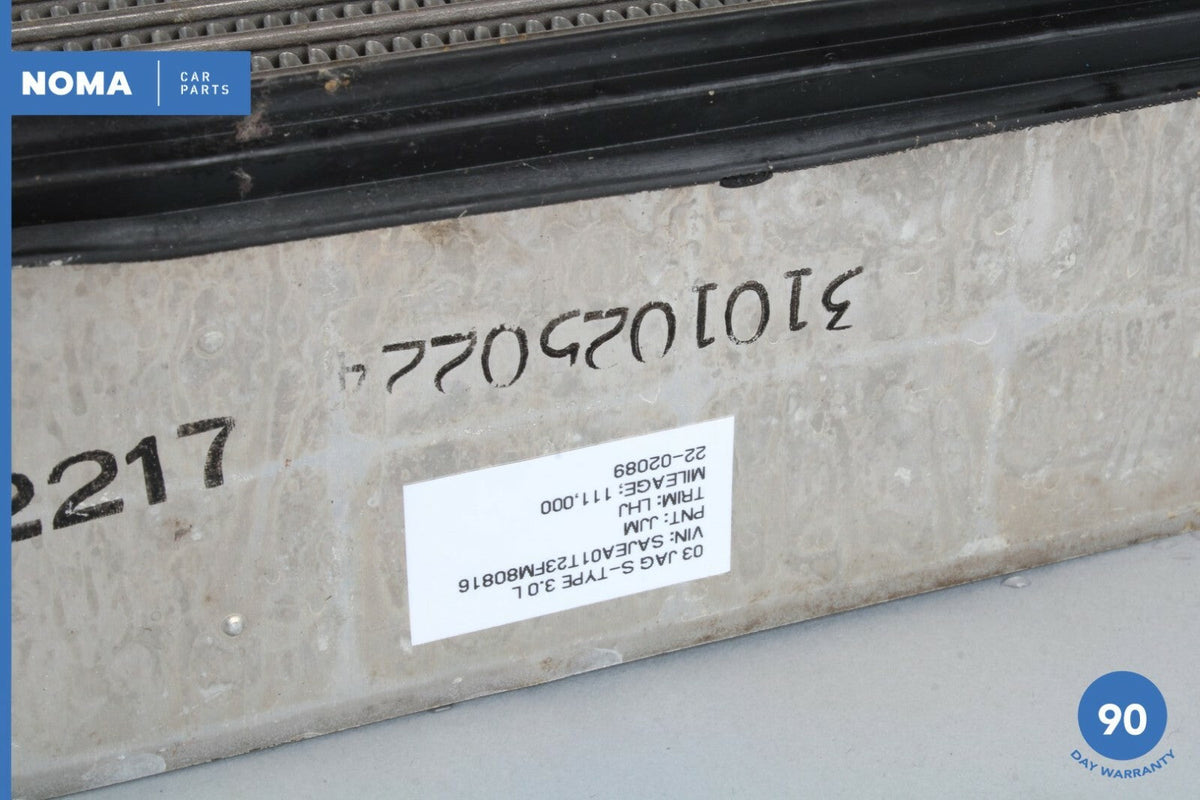 NOMA
CAR
PARTS
31010250224
2217
03 JAG S-TYPE 3.0 L
VIN: SAJEA01T23FM80816
PNT: JJM
TRIM: LHJ
MILEAGE; 111,000
22-02089
90
DAY WARRANTY